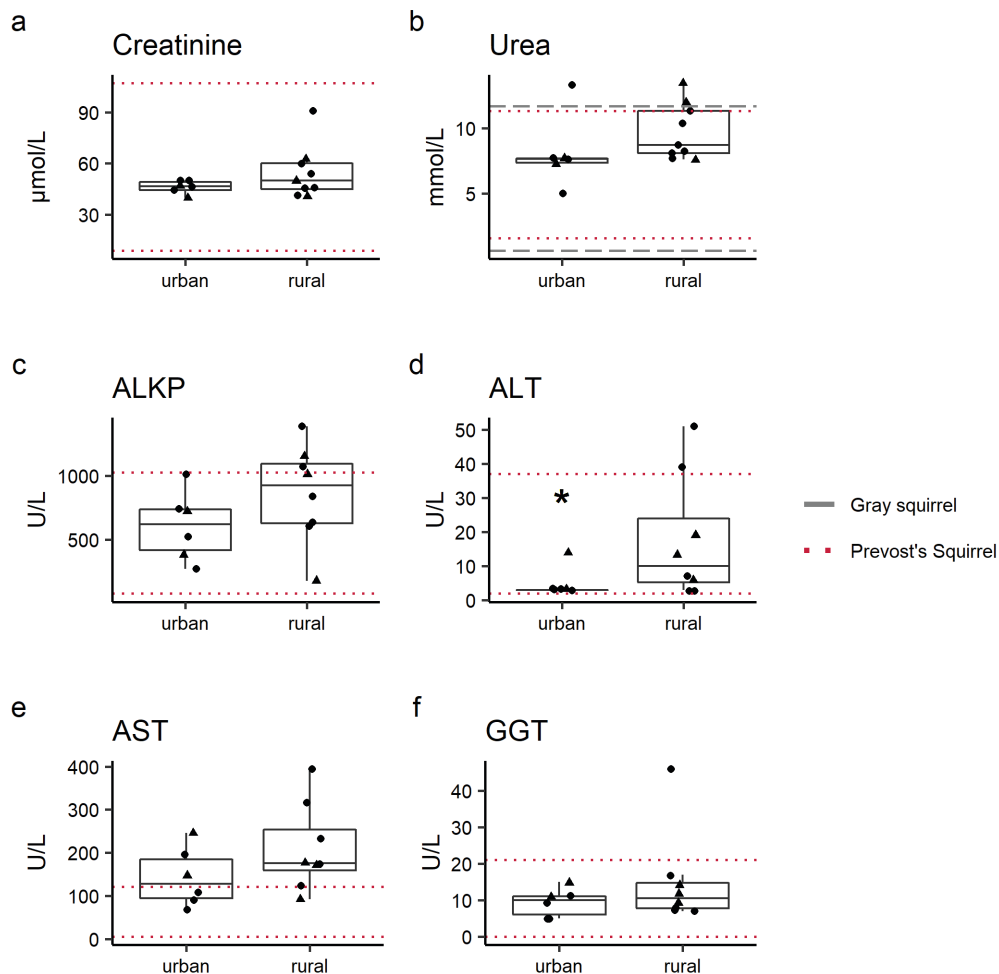 a
Creatinine
µmol/L
90
60
30
urban
rural
b
Urea
mmol/L
10
5
urban
rural
c
ALKP
U/L
1000
500
urban
rural
d
ALT
U/L
50
40
30
20
10
0
*
urban
rural
Gray squirrel
Prevost's Squirrel
e
AST
U/L
400
300
200
100
0
urban
rural
f
GGT
U/L
40
30
20
10
0
urban
rural